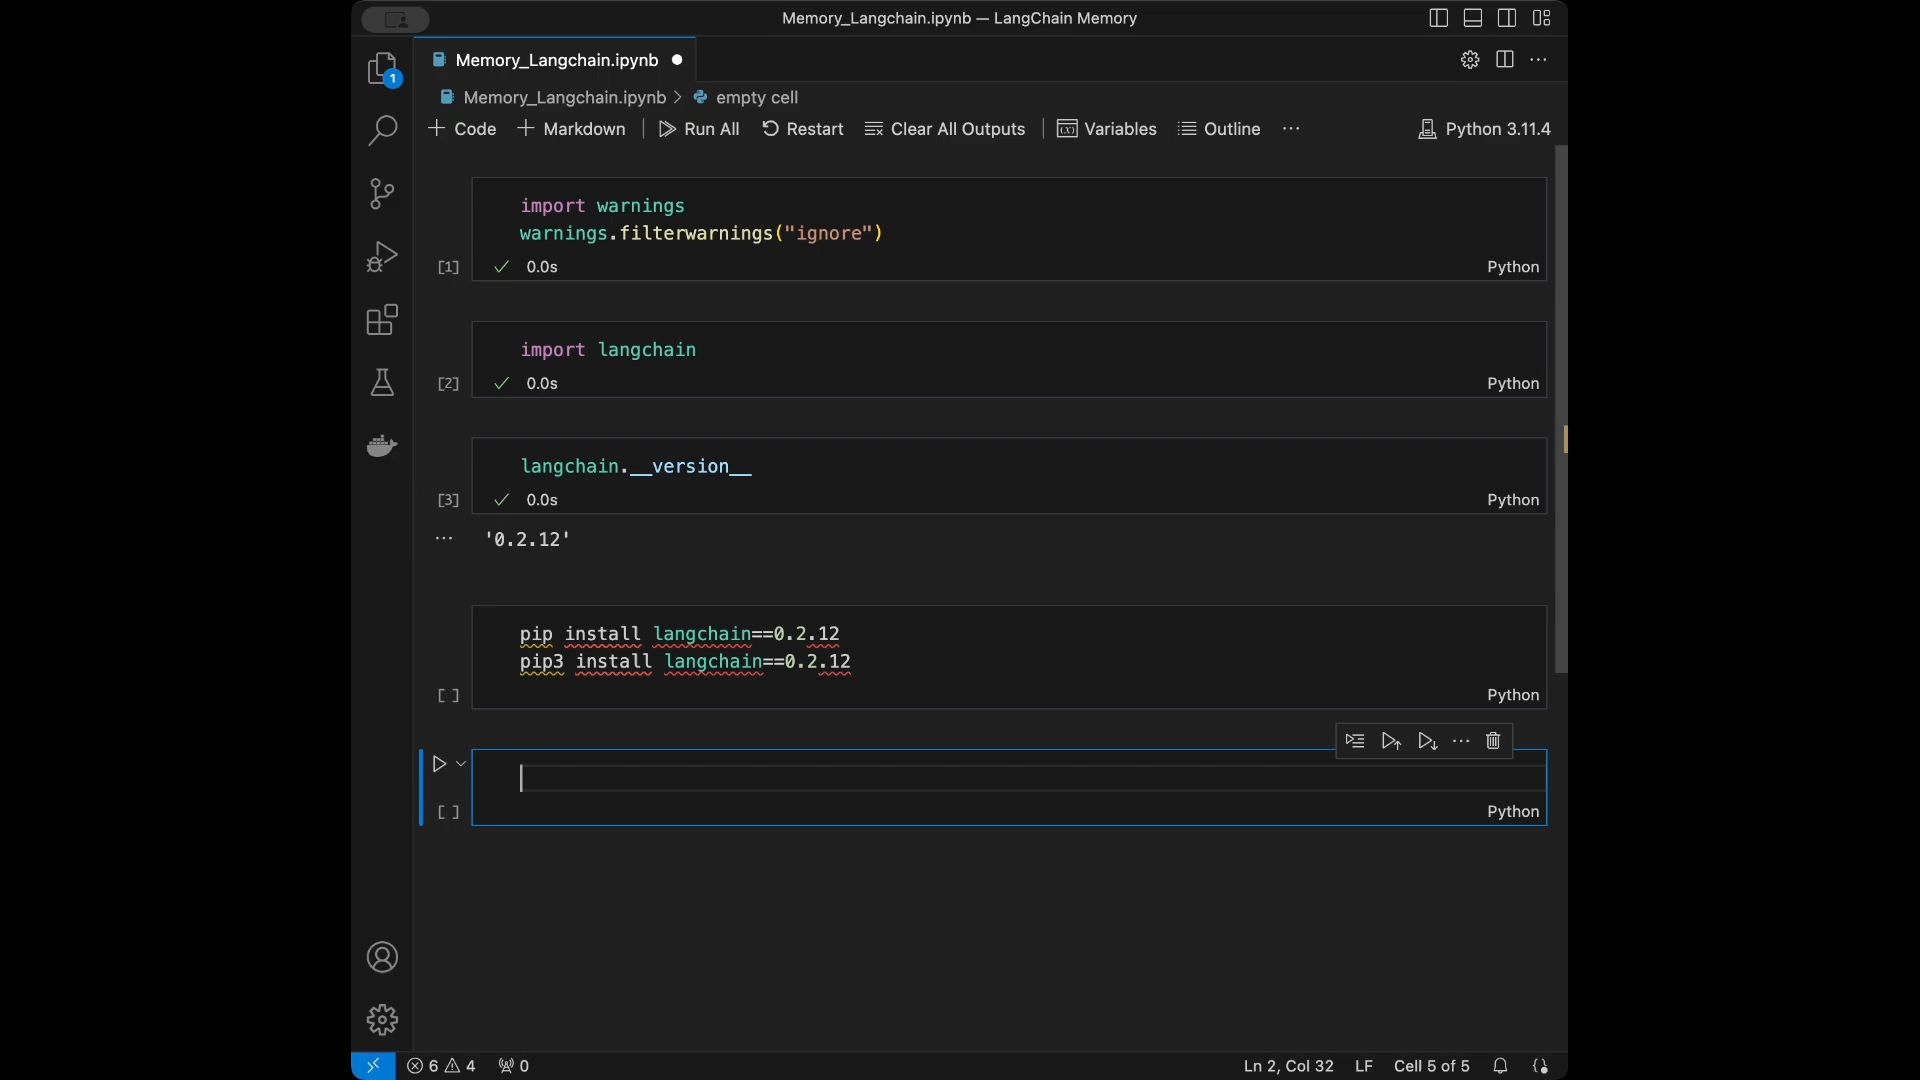 Memory_Langchain.ipynb — LangChain Memory
Memory_Langchain.ipynb
1
Memory_Langchain.ipynb > empty cell
Code Markdown Run All Restart Clear All Outputs Variables Outline ··· Python 3.11.4
import warnings
warnings.filterwarnings("ignore")
[1] 0.0s Python
import langchain
[2] 0.0s Python
langchain.__version__
[3] 0.0s Python
··· '0.2.12'
pip install langchain==0.2.12
pip3 install langchain==0.2.12
[ ] Python
[ ] Python
6 4 0 Ln 2, Col 32 LF Cell 5 of 5